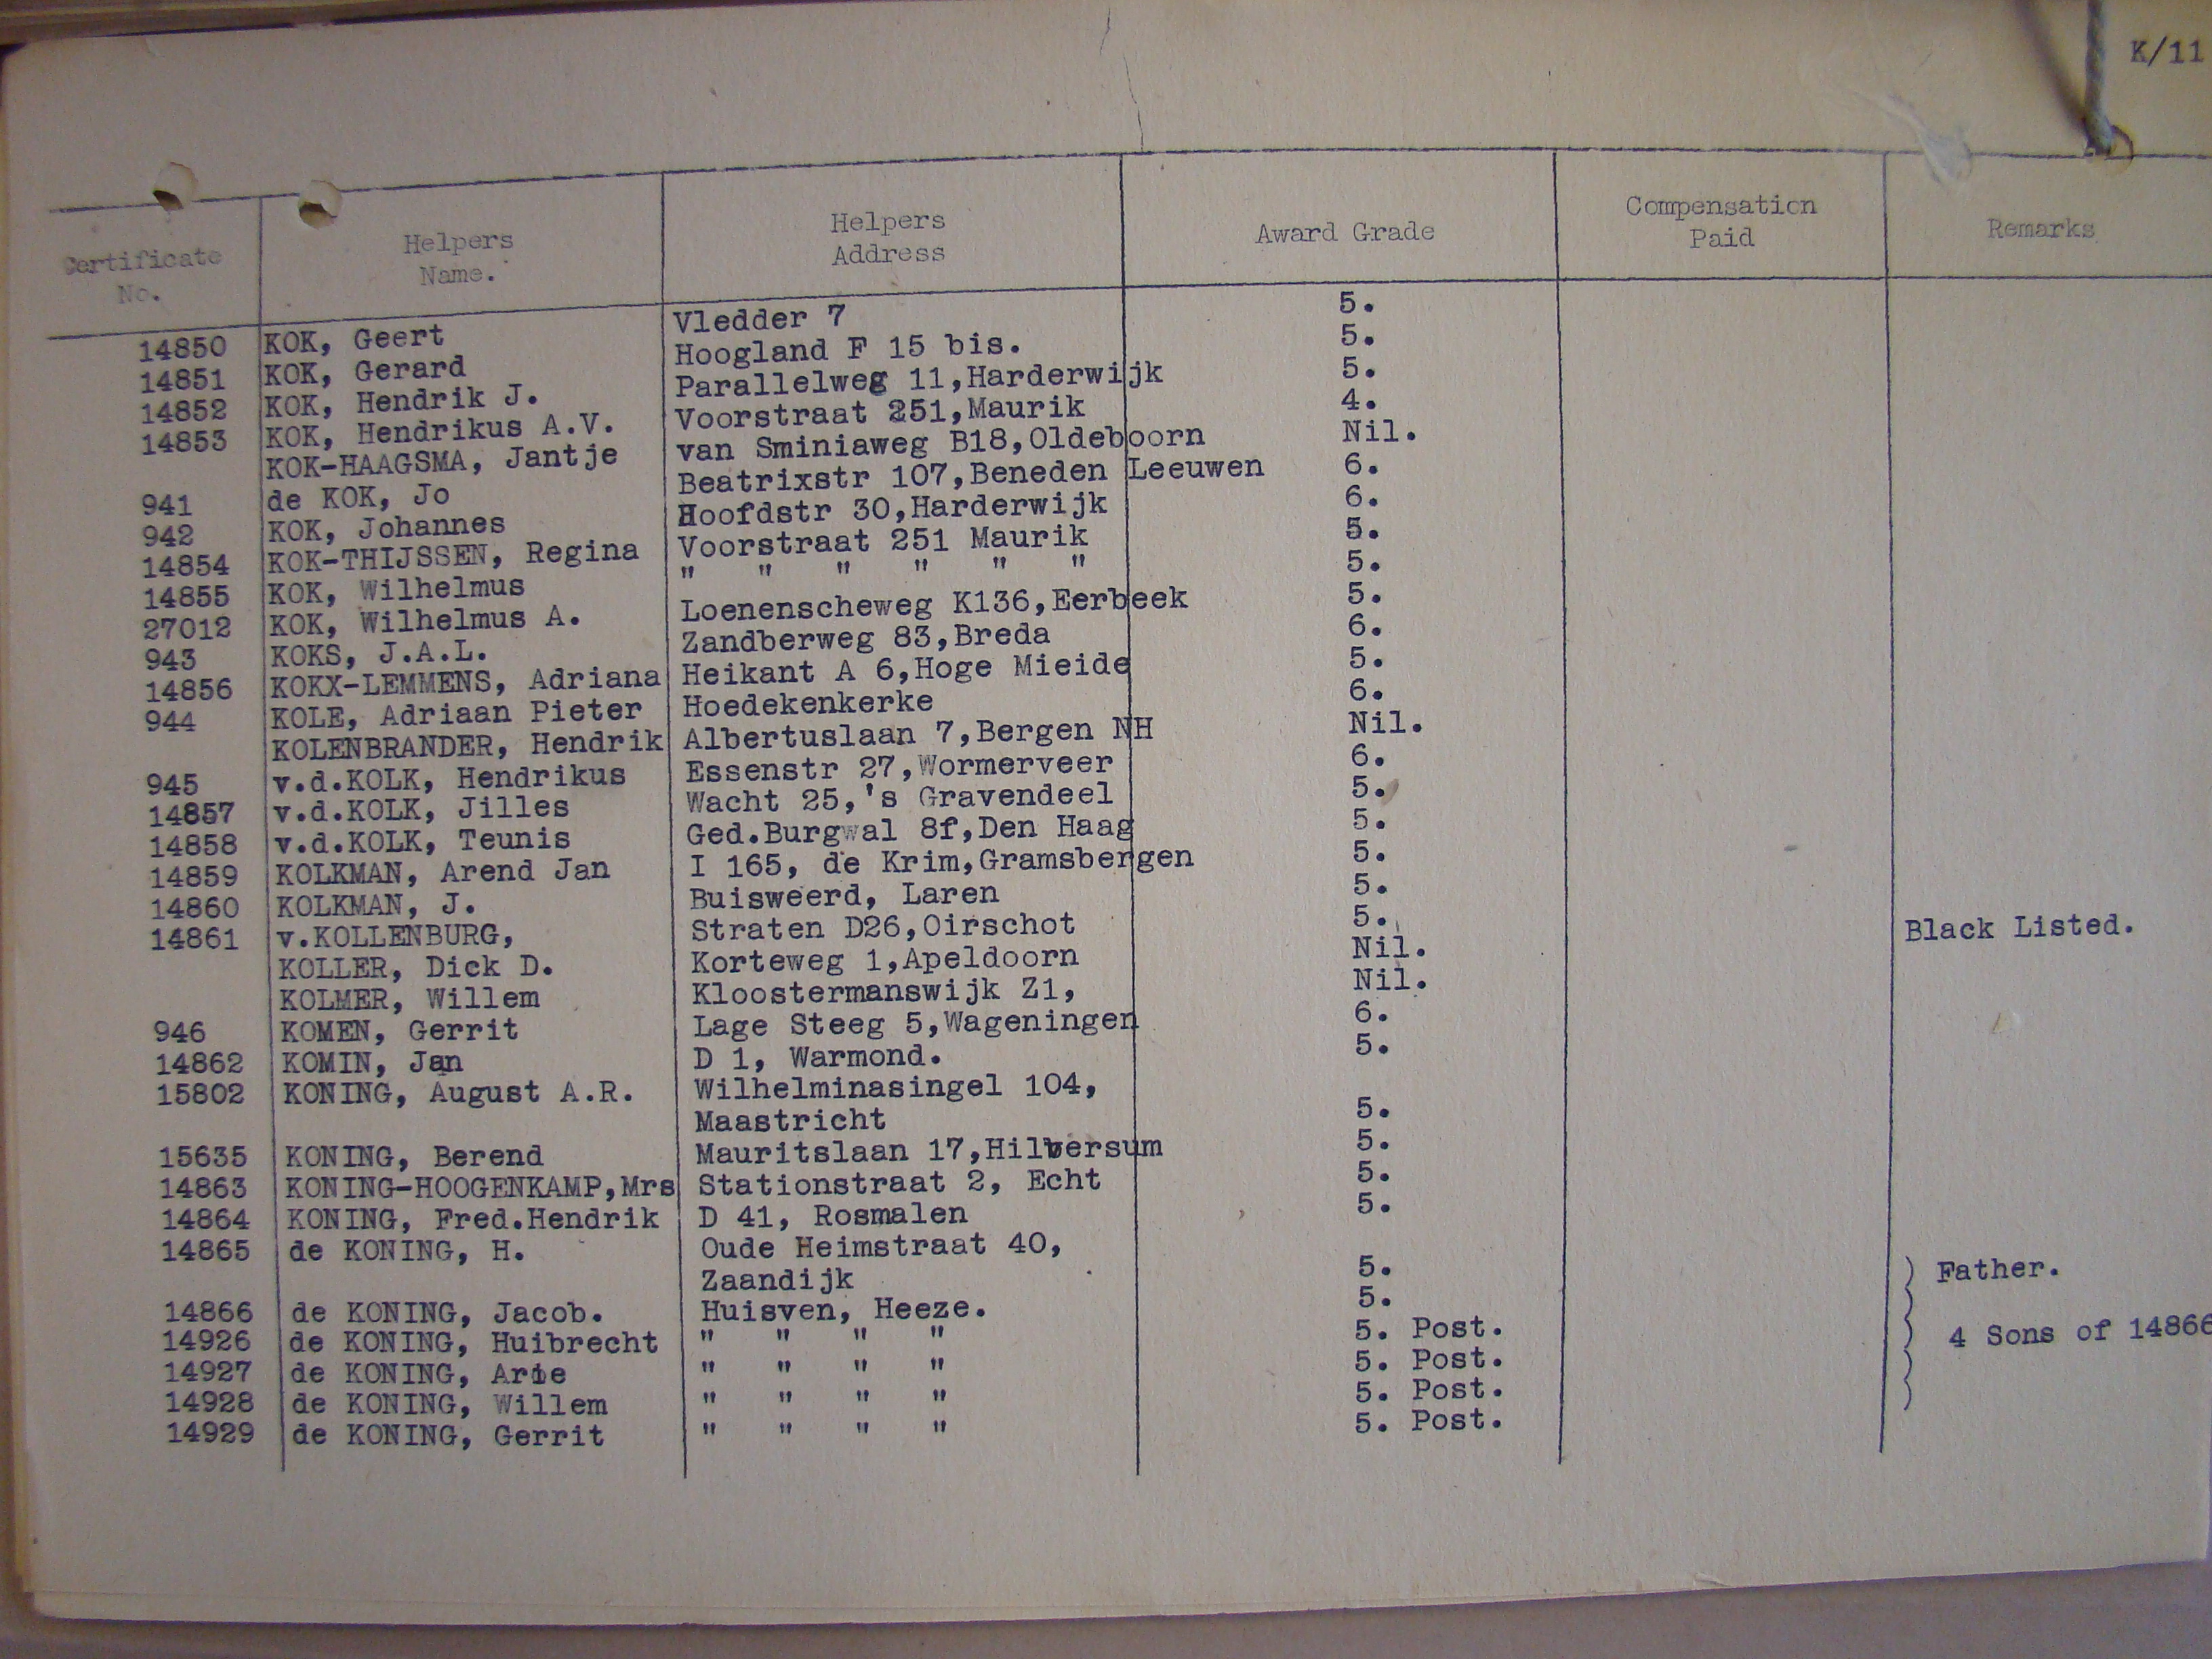 K/11
Certificate No. Helpers Name. Helpers Address Award Grade Compensation Paid Remarks
14850 KOK, Geert Vledder 7 5.
14851 KOK, Gerard Hoogland F 15 bis. 5.
14852 KOK, Hendrik J. Parallelweg 11,Harderwijk 5.
14853 KOK, Hendrikus A.V. Voorstraat 251,Maurik 4.
KOK-HAAGSMA, Jantje van Sminiaweg B18,Oldeboorn Nil.
941 de KOK, Jo Beatrixstr 107,Beneden Leeuwen 6.
942 KOK, Johannes Hoofdstr 30,Harderwijk 6.
14854 KOK-THIJSSEN, Regina Voorstraat 251 Maurik 5.
14855 KOK, Wilhelmus " " " " " " 5.
27012 KOK, Wilhelmus A. Loenenscheweg K136,Eerbeek 5.
943 KOKS, J.A.L. Zandberweg 83,Breda 6.
14856 KOKX-LEMMENS, Adriana Heikant A 6,Hoge Mieide 5.
944 KOLE, Adriaan Pieter Hoedekenkerke 6.
KOLENBRANDER, Hendrik Albertuslaan 7,Bergen NH Nil.
945 v.d.KOLK, Hendrikus Essenstr 27,Wormerveer 6.
14857 v.d.KOLK, Jilles Wacht 25,'s Gravendeel 5.
14858 v.d.KOLK, Teunis Ged.Burgwal 8f,Den Haag 5.
14859 KOLKMAN, Arend Jan I 165, de Krim,Gramsbergen 5.
14860 KOLKMAN, J. Buisweerd, Laren 5.
14861 v.KOLLENBURG, Straten D26,Oirschot 5.
KOLLER, Dick D. Korteweg 1,Apeldoorn Nil. Black Listed.
KOLMER, Willem Kloostermanswijk Z1, Nil.
946 KOMEN, Gerrit Lage Steeg 5,Wageningen 6.
14862 KOMIN, Jan D 1, Warmond. 5.
15802 KONING, August A.R. Wilhelminasingel 104,
Maastricht 5.
15635 KONING, Berend Mauritslaan 17,Hilversum 5.
14863 KONING-HOOGENKAMP,Mrs Stationstraat 2, Echt 5.
14864 KONING, Fred.Hendrik D 41, Rosmalen 5.
14865 de KONING, H. Oude Heimstraat 40,
Zaandijk 5.
14866 de KONING, Jacob. Huisven, Heeze. 5. ) Father.
14926 de KONING, Huibrecht " " " " 5. Post. )
14927 de KONING, Arie " " " " 5. Post. ) 4 Sons of 14866
14928 de KONING, Willem " " " " 5. Post. )
14929 de KONING, Gerrit " " " " 5. Post. )